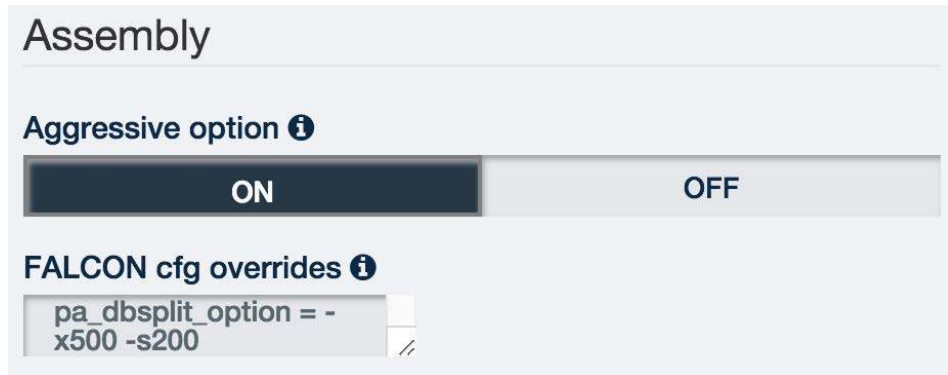 Assembly
Aggressive option
ON OFF
FALCON cfg overrides
pa_dbsplit_option = -
x500 -s200